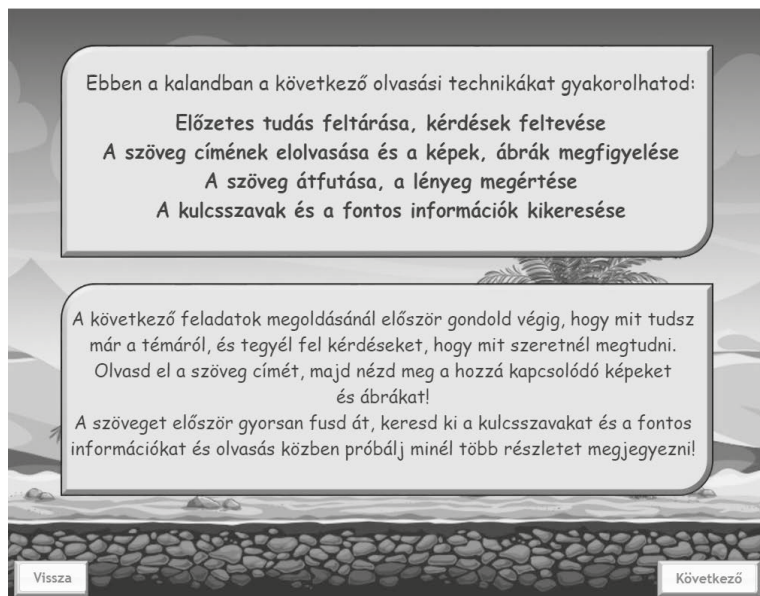 Ebben a kalandban a következő olvasási technikákat gyakorolhatod:
Előzetes tudás feltárása, kérdések feltevése
A szöveg címének elolvasása és a képek, ábrák megfigyelése
A szöveg átfutása, a lényeg megértése
A kulcsszavak és a fontos információk kikeresése
A következő feladatok megoldásánál először gondold végig, hogy mit tudsz
már a témáról, és tegyél fel kérdéseket, hogy mit szeretnél megtudni.
Olvasd el a szöveg címét, majd nézd meg a hozzá kapcsolódó képeket
és ábrákat!
A szöveget először gyorsan fusd át, keresd ki a kulcsszavakat és a fontos
információkat és olvasás közben próbálj minél több részletet megjegyezni!
Vissza
Következő